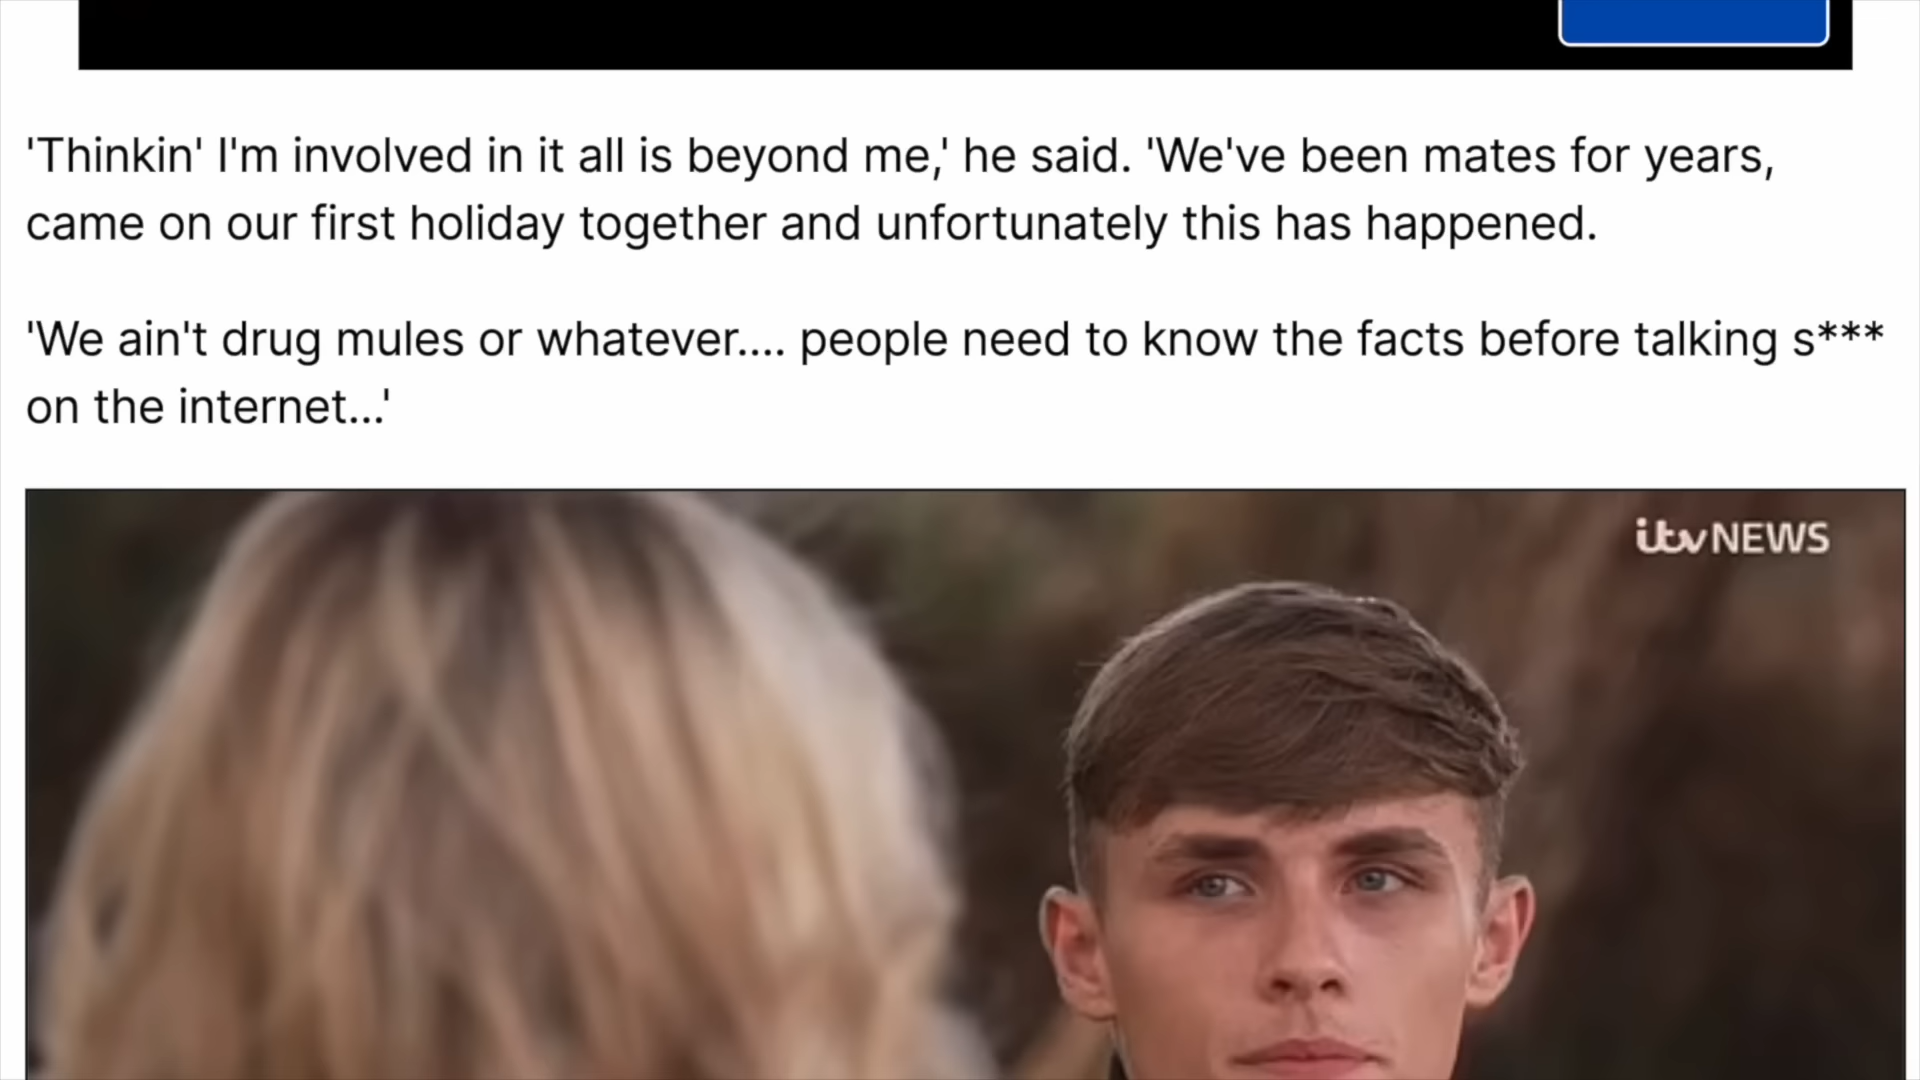 'Thinkin' I'm involved in it all is beyond me,' he said. 'We've been mates for years,
came on our first holiday together and unfortunately this has happened.
'We ain't drug mules or whatever.... people need to know the facts before talking s***
on the internet...'
itv NEWS